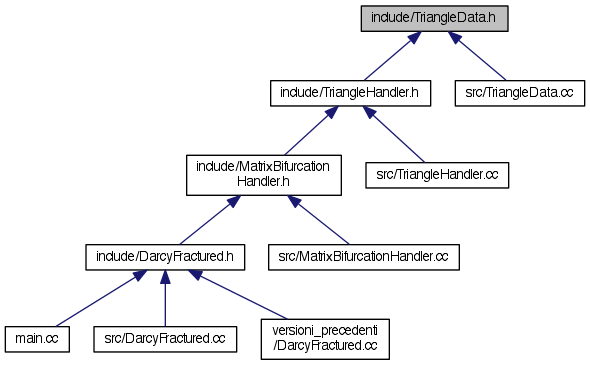 include/TriangleData.h
include/TriangleHandler.h
src/TriangleData.cc
include/MatrixBifurcation
Handler.h
src/TriangleHandler.cc
include/DarcyFractured.h
src/MatrixBifurcationHandler.cc
main.cc
src/DarcyFractured.cc
versioni_precedenti
/DarcyFractured.cc